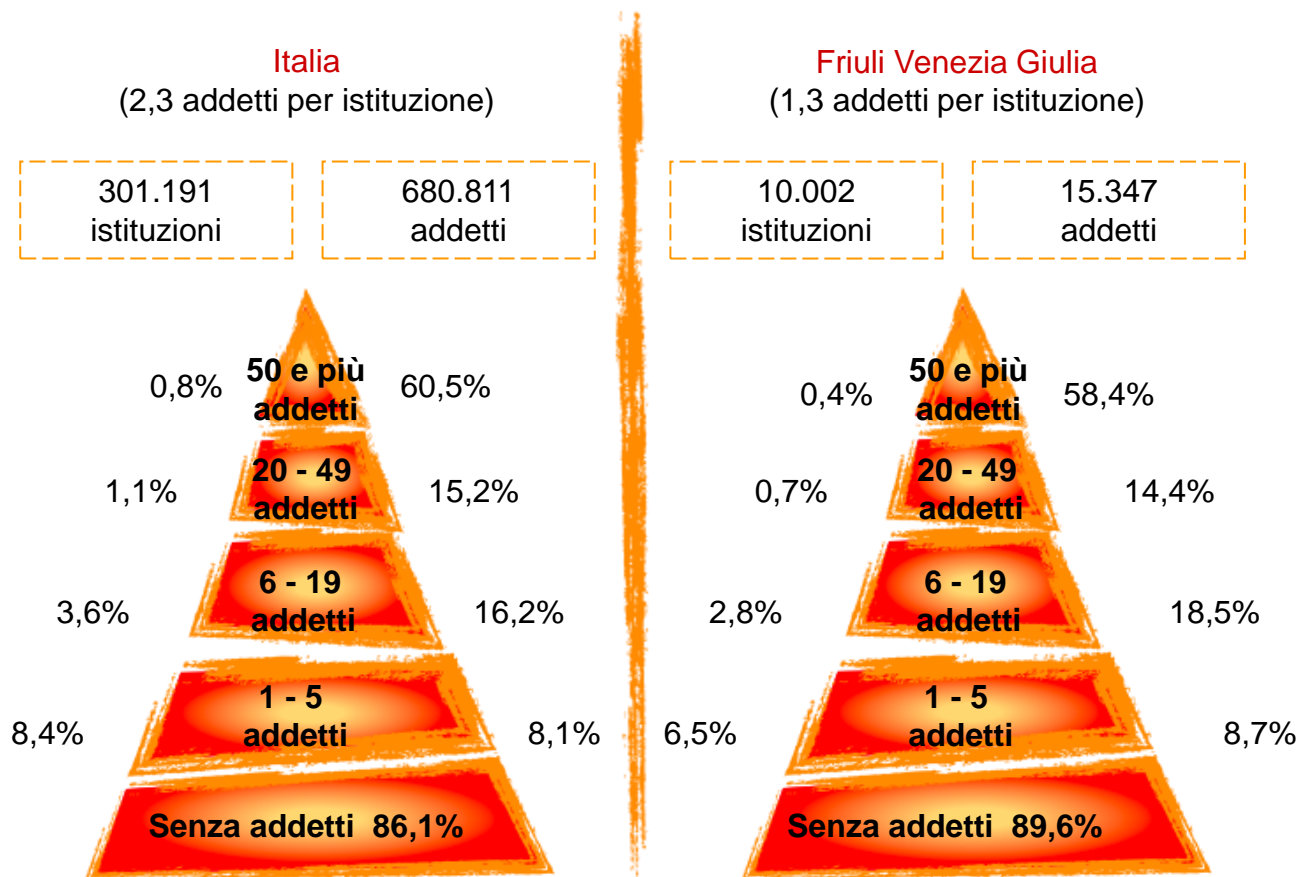 Italia
(2,3 addetti per istituzione)
301.191
istituzioni
680.811
addetti
0,8%
50 e più
addetti
60,5%
1,1%
20 - 49
addetti
15,2%
3,6%
6 - 19
addetti
16,2%
8,4%
1 - 5
addetti
8,1%
Senza addetti 86,1%
Friuli Venezia Giulia
(1,3 addetti per istituzione)
10.002
istituzioni
15.347
addetti
0,4%
50 e più
addetti
58,4%
0,7%
20 - 49
addetti
14,4%
2,8%
6 - 19
addetti
18,5%
6,5%
1 - 5
addetti
8,7%
Senza addetti 89,6%